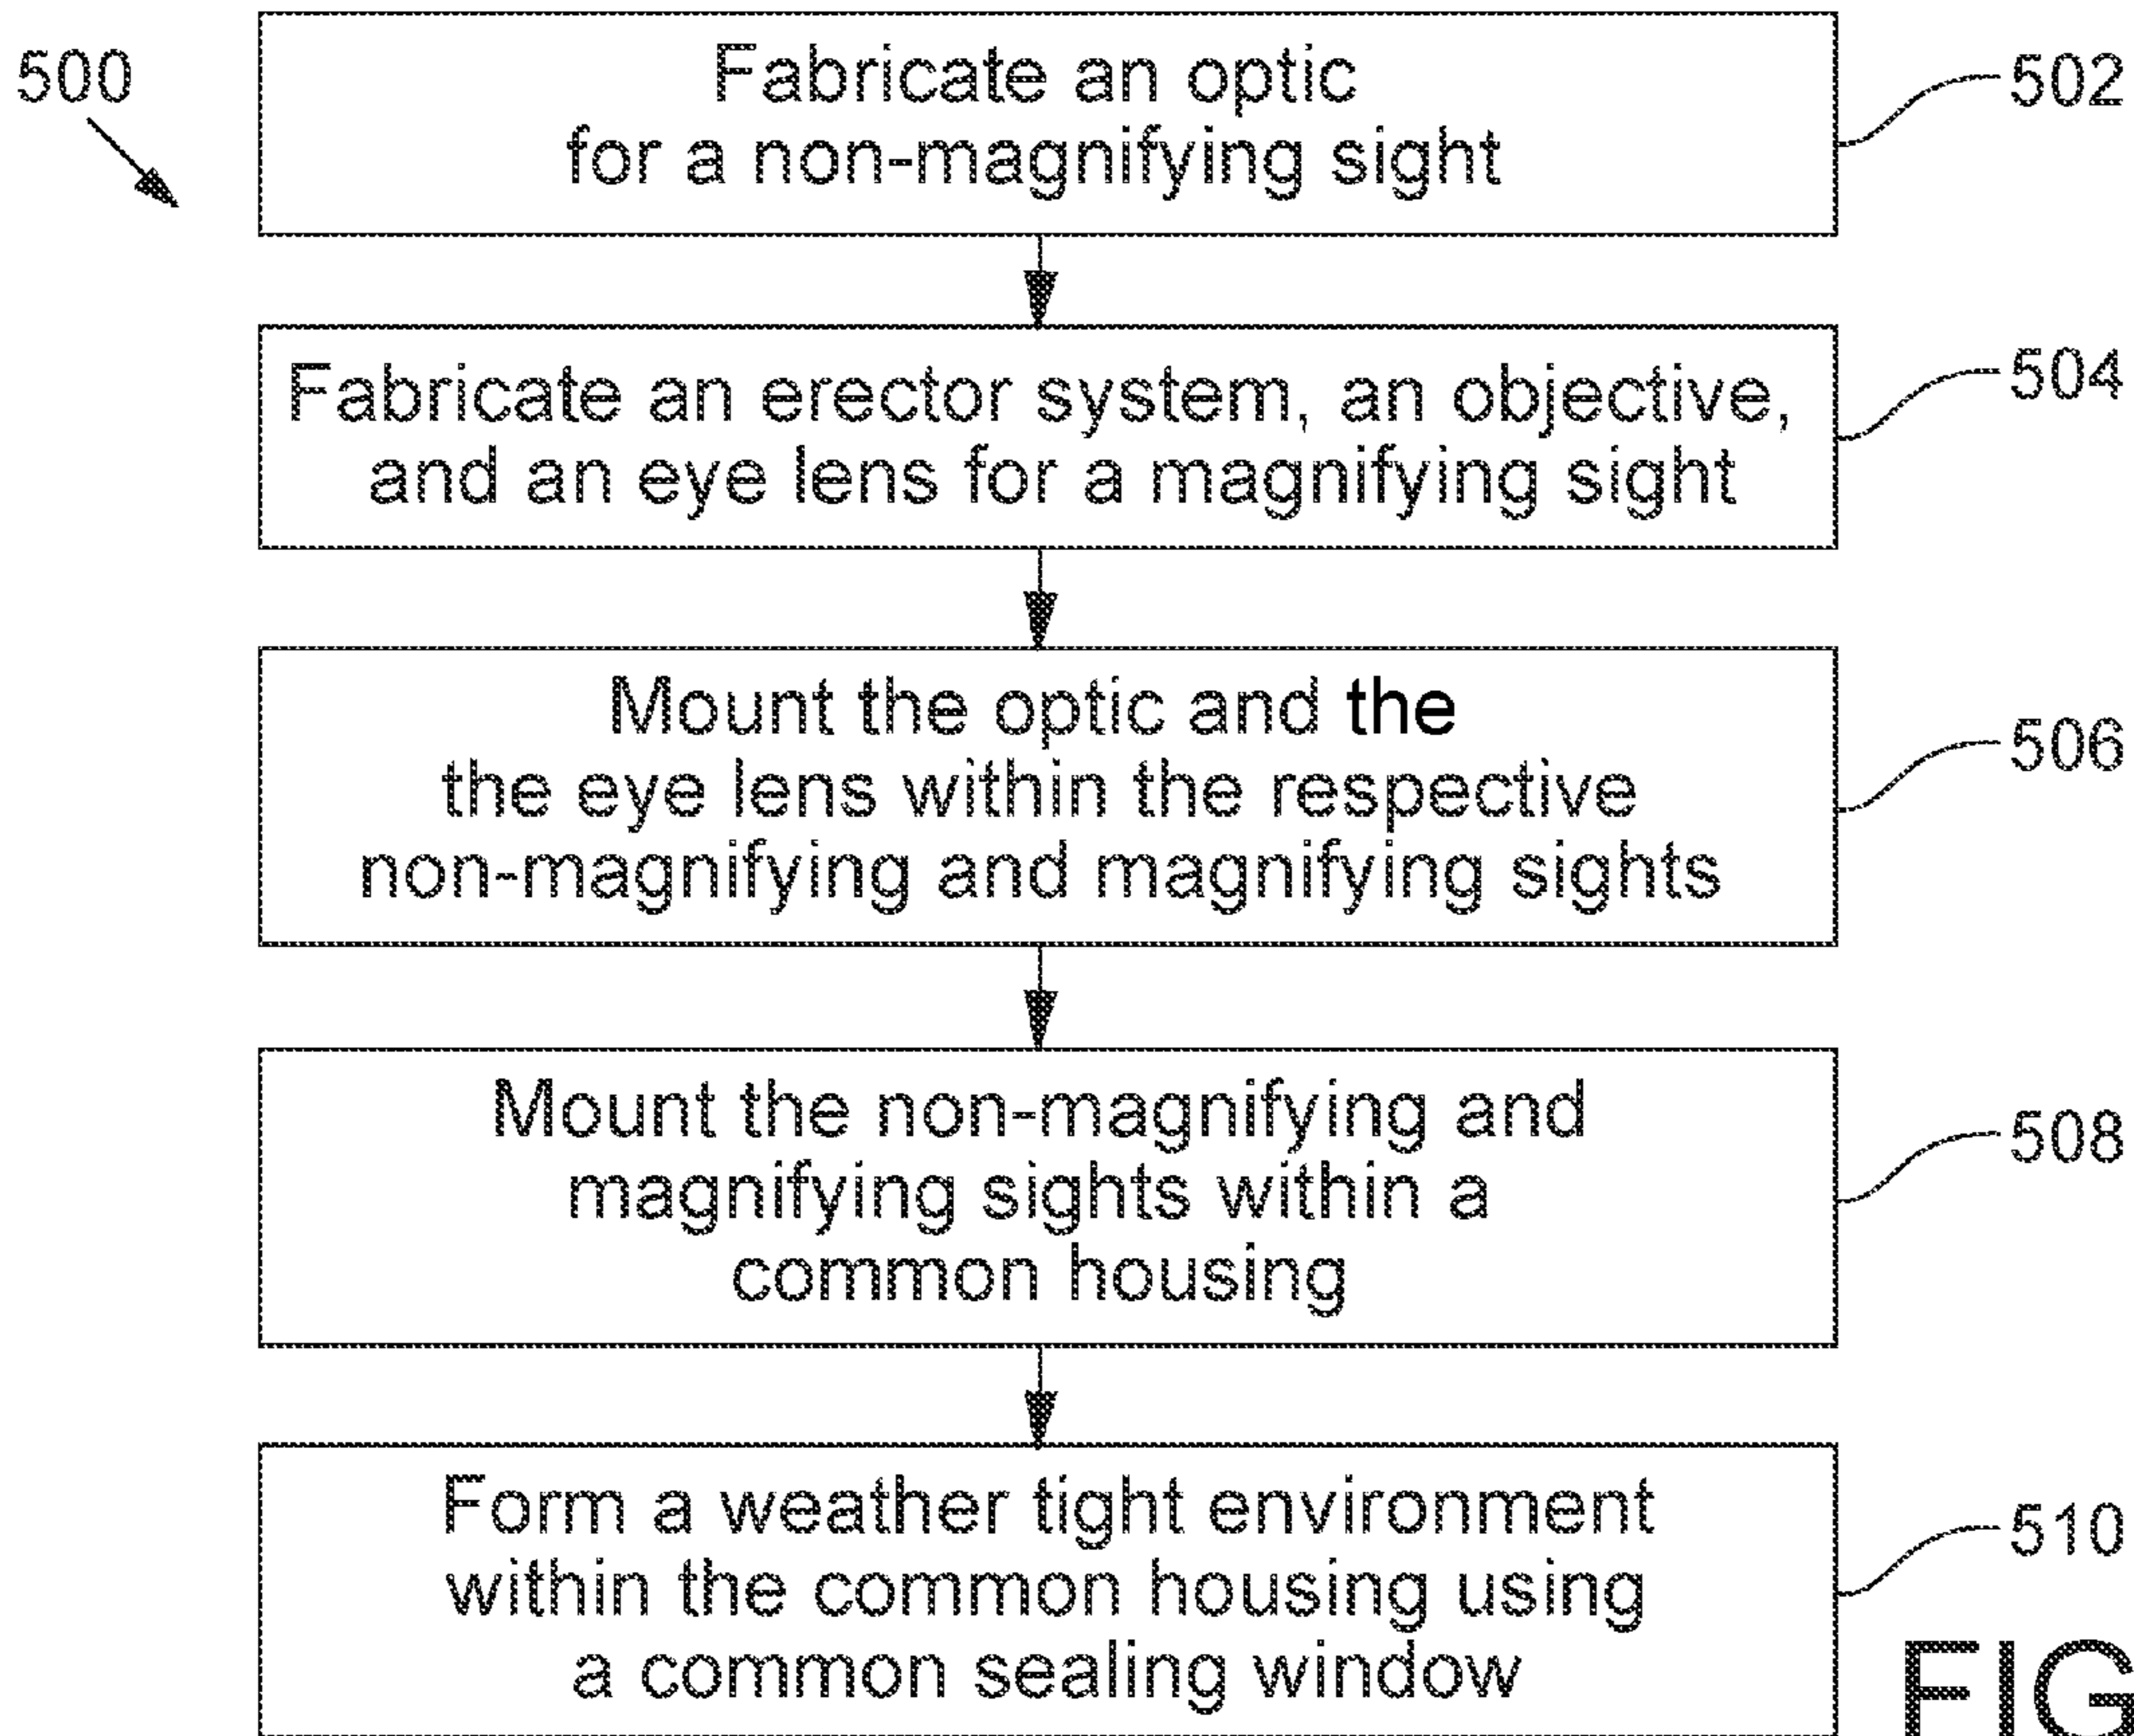 500
Fabricate an optic
for a non-magnifying sight
502
Fabricate an erector system, an objective,
and an eye lens for a magnifying sight
504
Mount the optic and the
the eye lens within the respective
non-magnifying and magnifying sights
506
Mount the non-magnifying and
magnifying sights within a
common housing
508
Form a weather tight environment
within the common housing using
a common sealing window
510
FIG